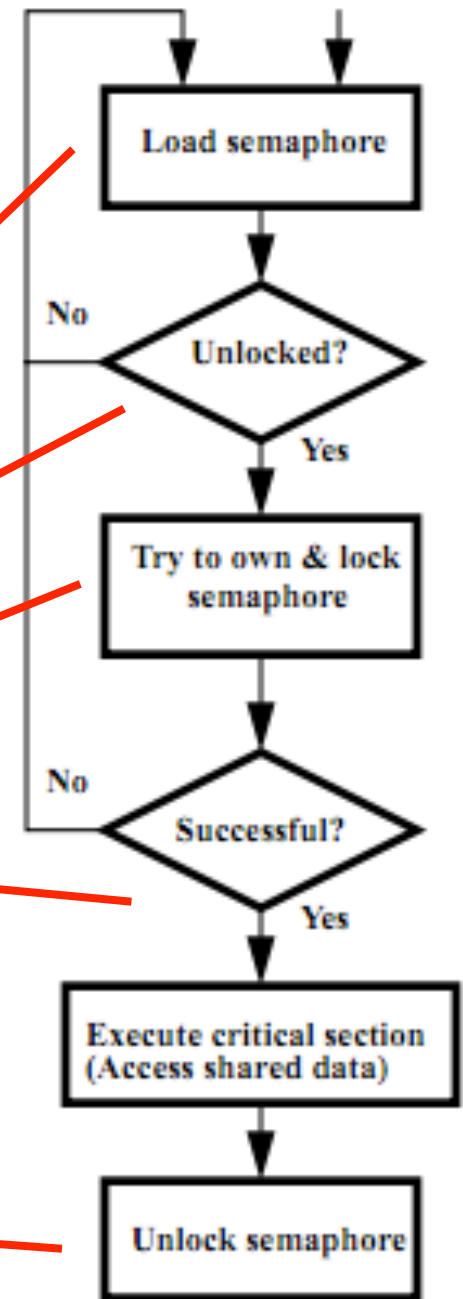 Load semaphore
No
Unlocked?
Yes
Try to own & lock
semaphore
No
Successful?
Yes
Execute critical section
(Access shared data)
Unlock semaphore